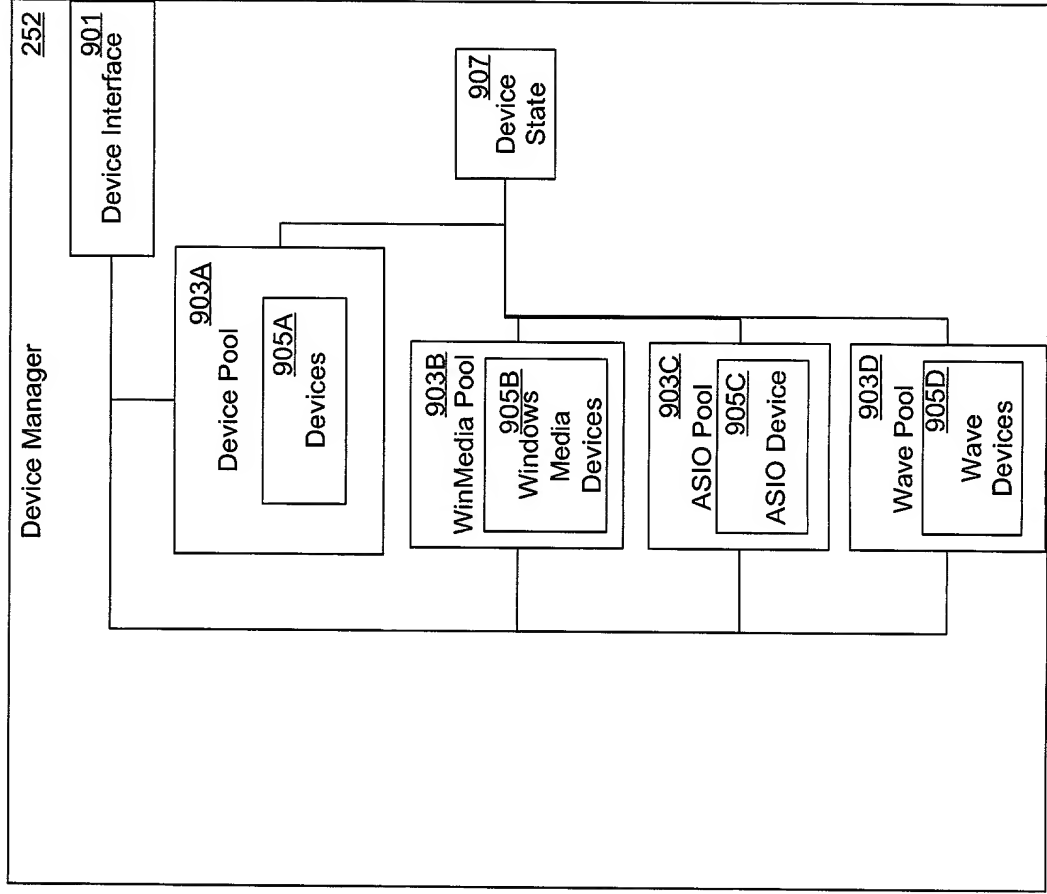 Device Manager
252
901
Device Interface
903A
Device Pool
905A
Devices
907
Device
State
903B
WinMedia Pool
905B
Windows
Media
Devices
903C
ASIO Pool
905C
ASIO Device
903D
Wave Pool
905D
Wave
Devices